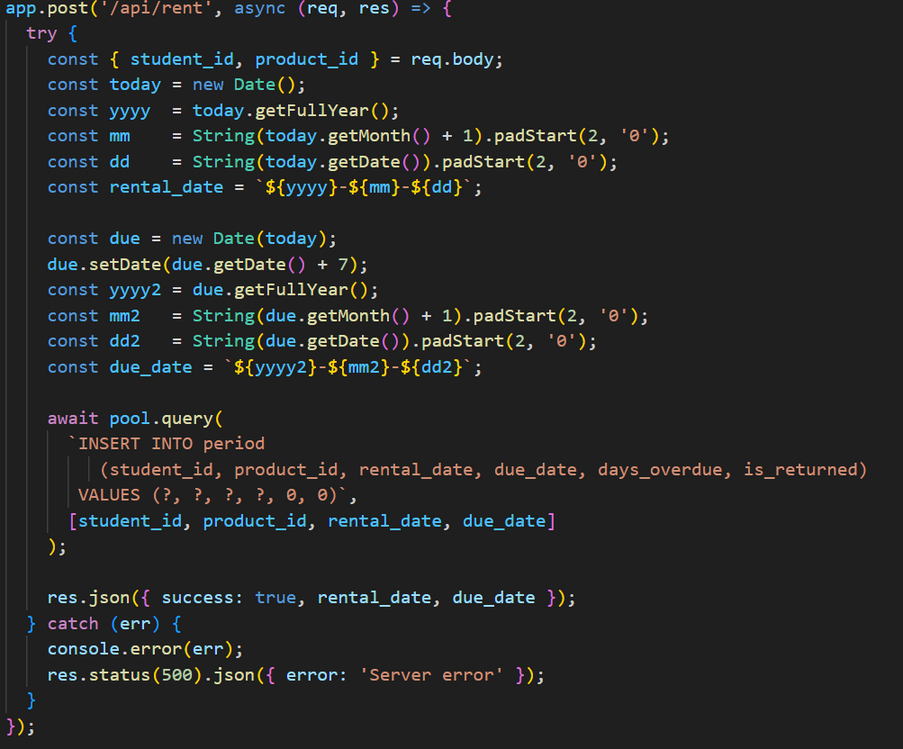 app.post('/api/rent', async (req, res) => {
  try {
    const { student_id, product_id } = req.body;
    const today = new Date();
    const yyyy  = today.getFullYear();
    const mm    = String(today.getMonth() + 1).padStart(2, '0');
    const dd    = String(today.getDate()).padStart(2, '0');
    const rental_date = `${yyyy}-${mm}-${dd}`;

    const due = new Date(today);
    due.setDate(due.getDate() + 7);
    const yyyy2 = due.getFullYear();
    const mm2   = String(due.getMonth() + 1).padStart(2, '0');
    const dd2   = String(due.getDate()).padStart(2, '0');
    const due_date = `${yyyy2}-${mm2}-${dd2}`;

    await pool.query(
      `INSERT INTO period
         (student_id, product_id, rental_date, due_date, days_overdue, is_returned)
       VALUES (?, ?, ?, ?, 0, 0)`,
      [student_id, product_id, rental_date, due_date]
    );

    res.json({ success: true, rental_date, due_date });
  } catch (err) {
    console.error(err);
    res.status(500).json({ error: 'Server error' });
  }
});